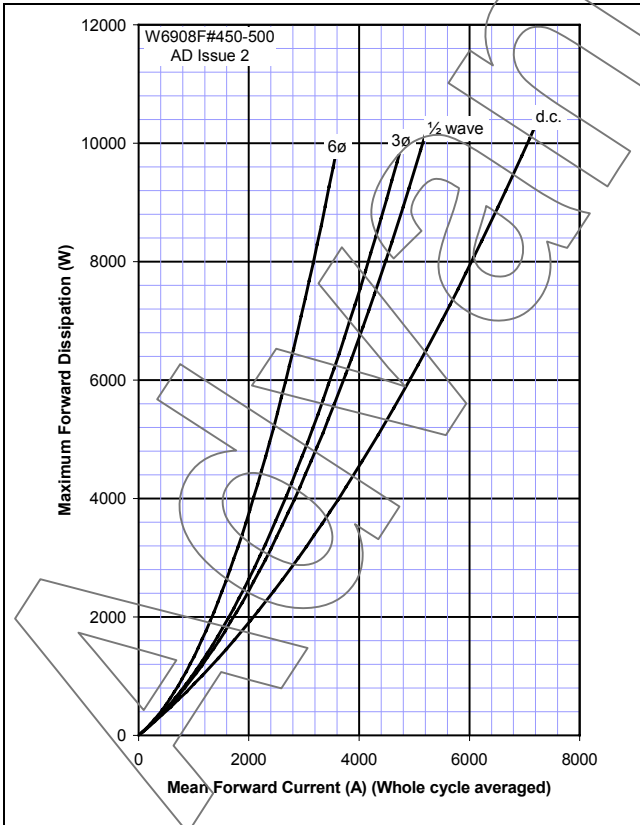 W6908F#450-500
AD Issue 2
12000
10000
8000
6000
4000
2000
0
6ø
3ø
½ wave
d.c.
Maximum Forward Dissipation (W)
0 2000 4000 6000 8000
Mean Forward Current (A) (Whole cycle averaged)